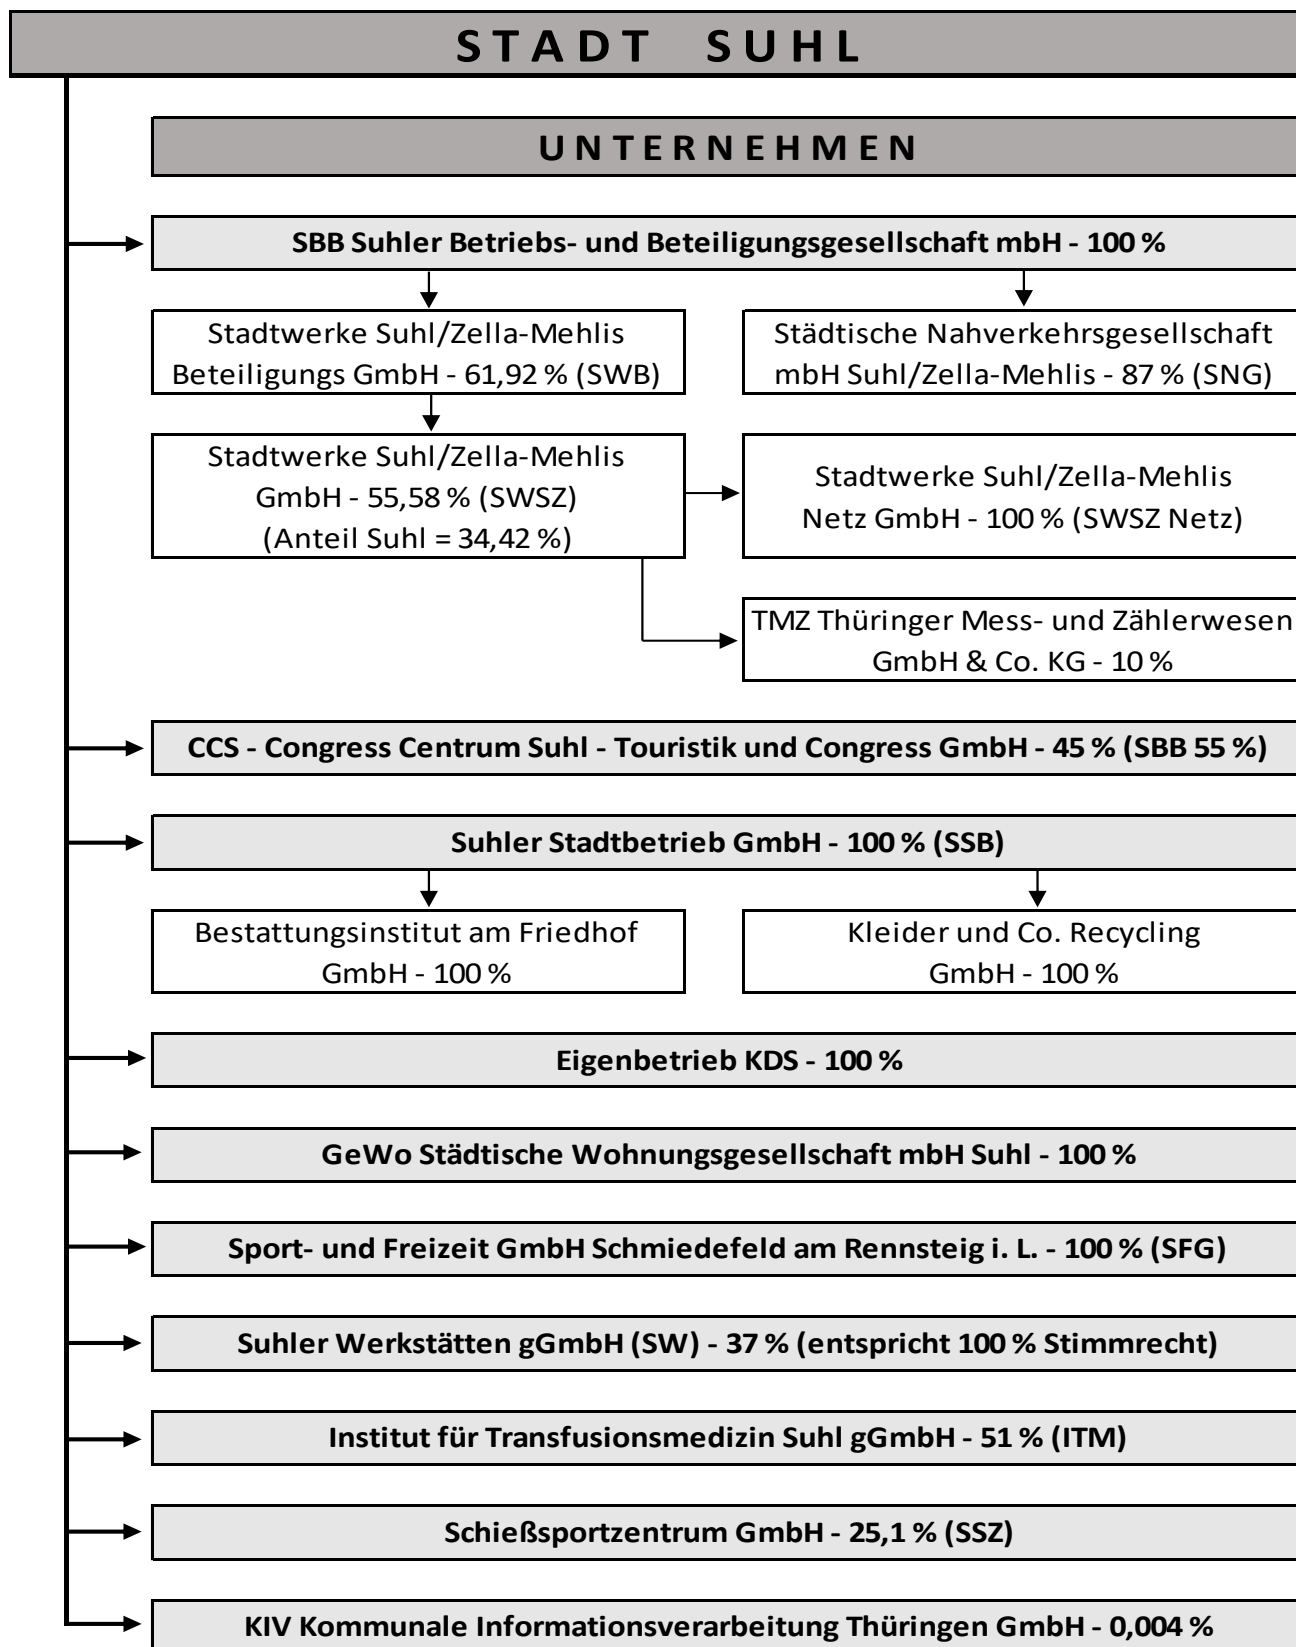 STADT SUHL
UNTERNEHMEN
SBB Suhler Betriebs- und Beteiligungsgesellschaft mbH - 100 %
Stadtwerke Suhl/Zella-Mehlis
Beteiligungs GmbH - 61,92 % (SWB)
Städtische Nahverkehrsgesellschaft
mbH Suhl/Zella-Mehlis - 87 % (SNG)
Stadtwerke Suhl/Zella-Mehlis
GmbH - 55,58 % (SWSZ)
(Anteil Suhl = 34,42 %)
Stadtwerke Suhl/Zella-Mehlis
Netz GmbH - 100 % (SWSZ Netz)
TMZ Thüringer Mess- und Zählerwesen
GmbH & Co. KG - 10 %
CCS - Congress Centrum Suhl - Touristik und Congress GmbH - 45 % (SBB 55 %)
Suhler Stadtbetrieb GmbH - 100 % (SSB)
Bestattungsinstitut am Friedhof
GmbH - 100 %
Kleider und Co. Recycling
GmbH - 100 %
Eigenbetrieb KDS - 100 %
GeWo Städtische Wohnungsgesellschaft mbH Suhl - 100 %
Sport- und Freizeit GmbH Schmiedefeld am Rennsteig i. L. - 100 % (SFG)
Suhler Werkstätten gGmbH (SW) - 37 % (entspricht 100 % Stimmrecht)
Institut für Transfusionsmedizin Suhl gGmbH - 51 % (ITM)
Schießsportzentrum GmbH - 25,1 % (SSZ)
KIV Kommunale Informationsverarbeitung Thüringen GmbH - 0,004 %